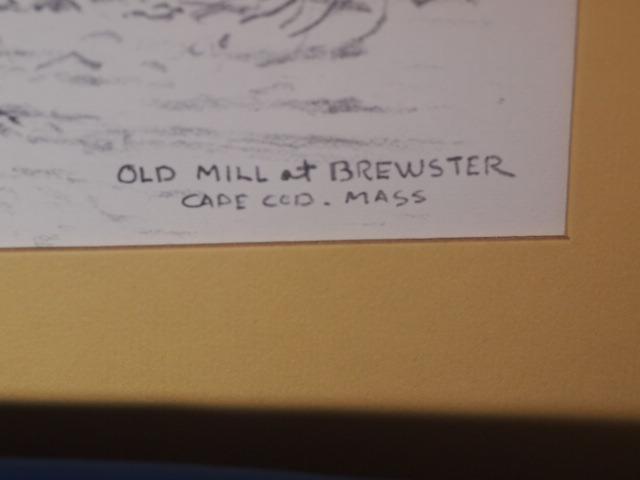 OLD MILL at BREWSTER
CAPE COD. MASS